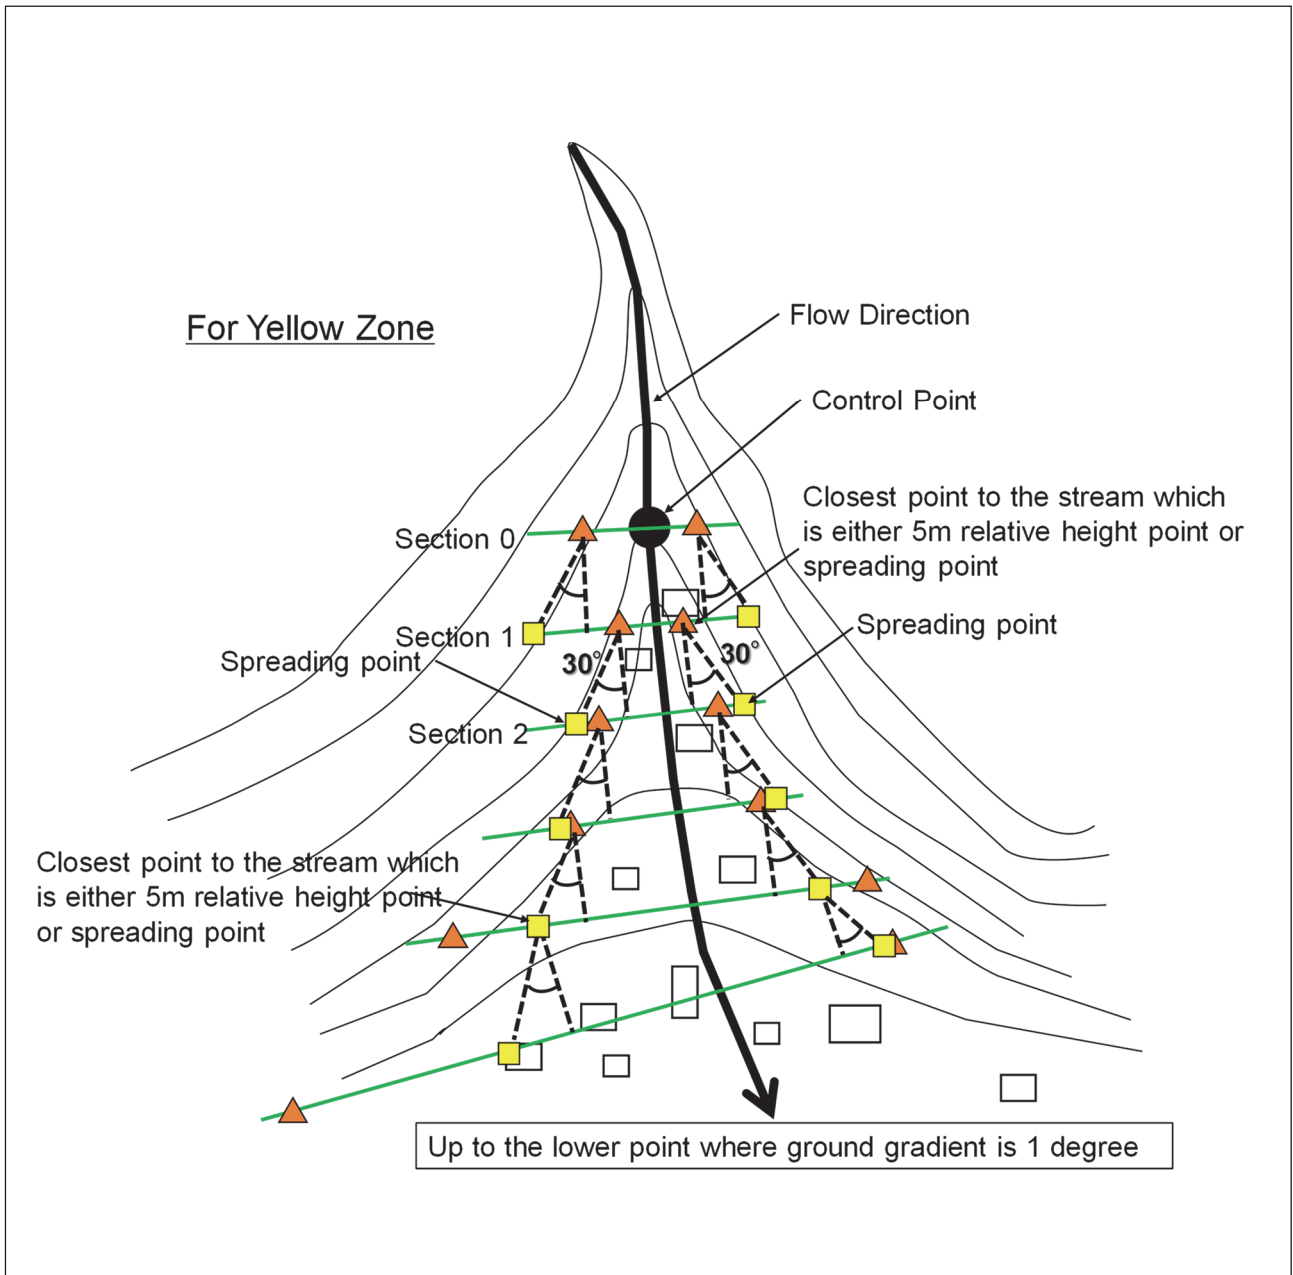 For Yellow Zone
Flow Direction
Control Point
Closest point to the stream which
is either 5m relative height point or
spreading point
Section 0
Section 1
Spreading point
Spreading point
30°
30°
Section 2
Closest point to the stream which
is either 5m relative height point
or spreading point
Up to the lower point where ground gradient is 1 degree